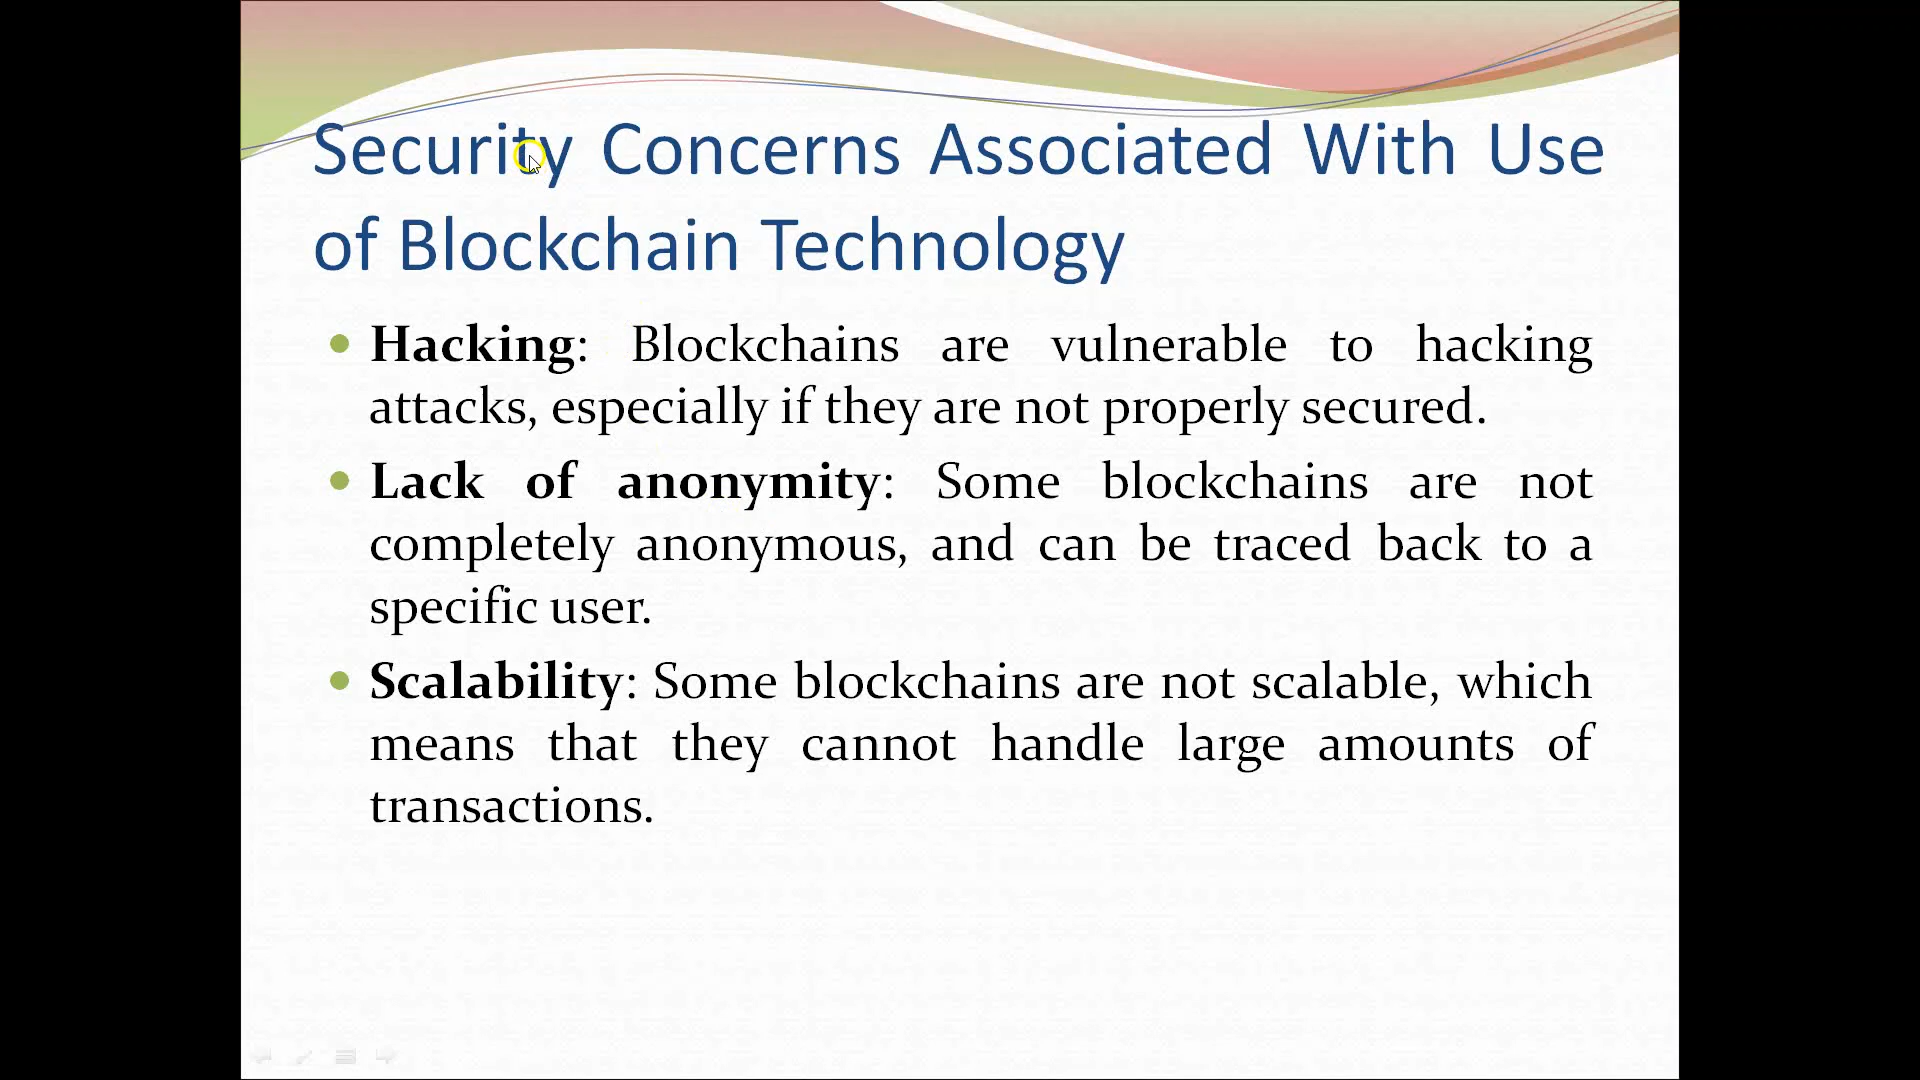 Security Concerns Associated With Use
of Blockchain Technology
Hacking: Blockchains are vulnerable to hacking
attacks, especially if they are not properly secured.
Lack of anonymity: Some blockchains are not
completely anonymous, and can be traced back to a
specific user.
Scalability: Some blockchains are not scalable, which
means that they cannot handle large amounts of
transactions.